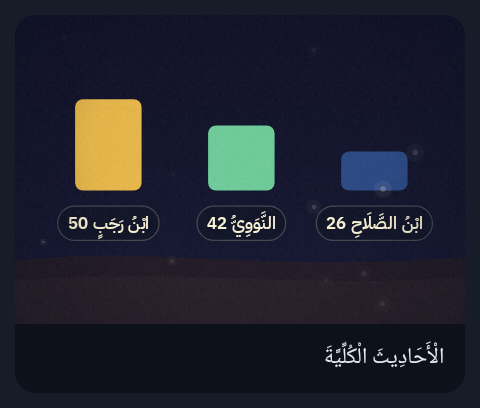 ابْنُ الصَّلَاحِ 26
النَّوَوِيُّ 42
ابْنُ رَجَبٍ 50
الْأَحَادِيثَ الْكُلِّيَّةَ